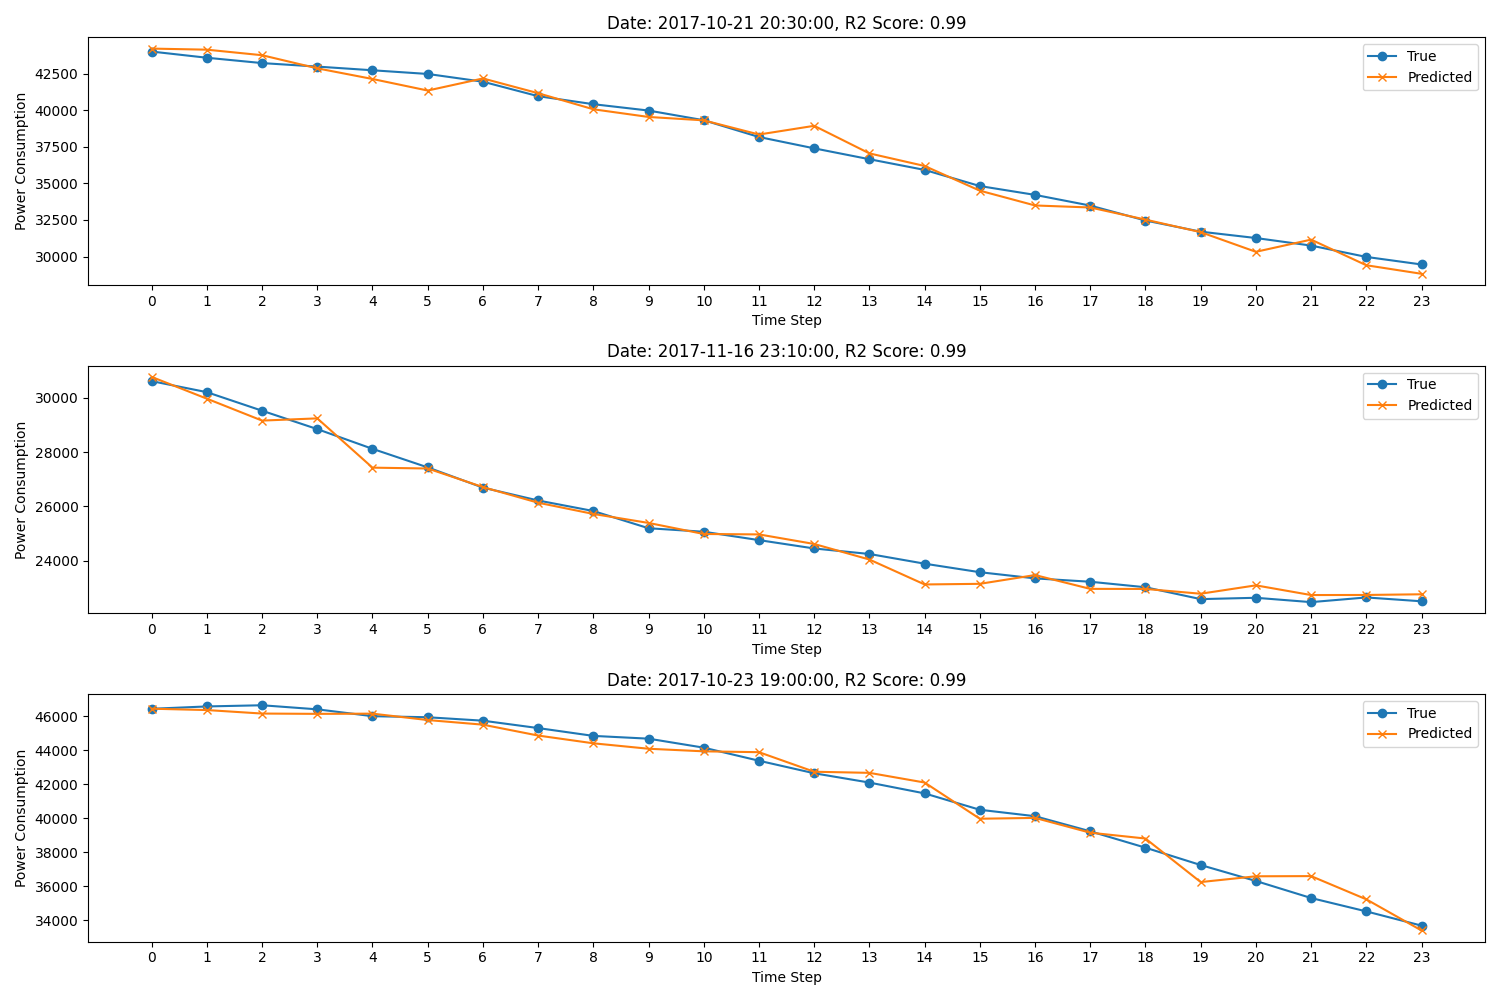 Date: 2017-10-21 20:30:00, R2 Score: 0.99
True
Predicted
Power Consumption
42500
40000
37500
35000
32500
30000
0 1 2 3 4 5 6 7 8 9 10 11 12 13 14 15 16 17 18 19 20 21 22 23
Time Step
Date: 2017-11-16 23:10:00, R2 Score: 0.99
True
Predicted
Power Consumption
30000
28000
26000
24000
0 1 2 3 4 5 6 7 8 9 10 11 12 13 14 15 16 17 18 19 20 21 22 23
Time Step
Date: 2017-10-23 19:00:00, R2 Score: 0.99
True
Predicted
Power Consumption
46000
44000
42000
40000
38000
36000
34000
0 1 2 3 4 5 6 7 8 9 10 11 12 13 14 15 16 17 18 19 20 21 22 23
Time Step